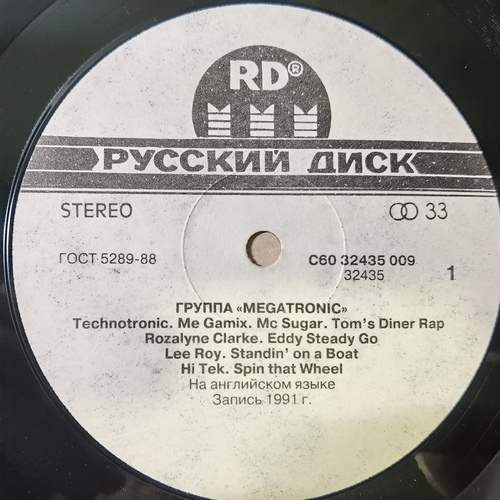 RD®
РУССКИЙ ДИСК
STEREO
33
ГОСТ 5289-88
С60 32435 009
32435
1
ГРУППА «MEGATRONIC»
Technotronic. Me Gamix. Mc Sugar. Tom's Diner Rap
Rozalyne Clarke. Eddy Steady Go
Lee Roy. Standin' on a Boat
Hi Tek. Spin that Wheel
На английском языке
Запись 1991 г.